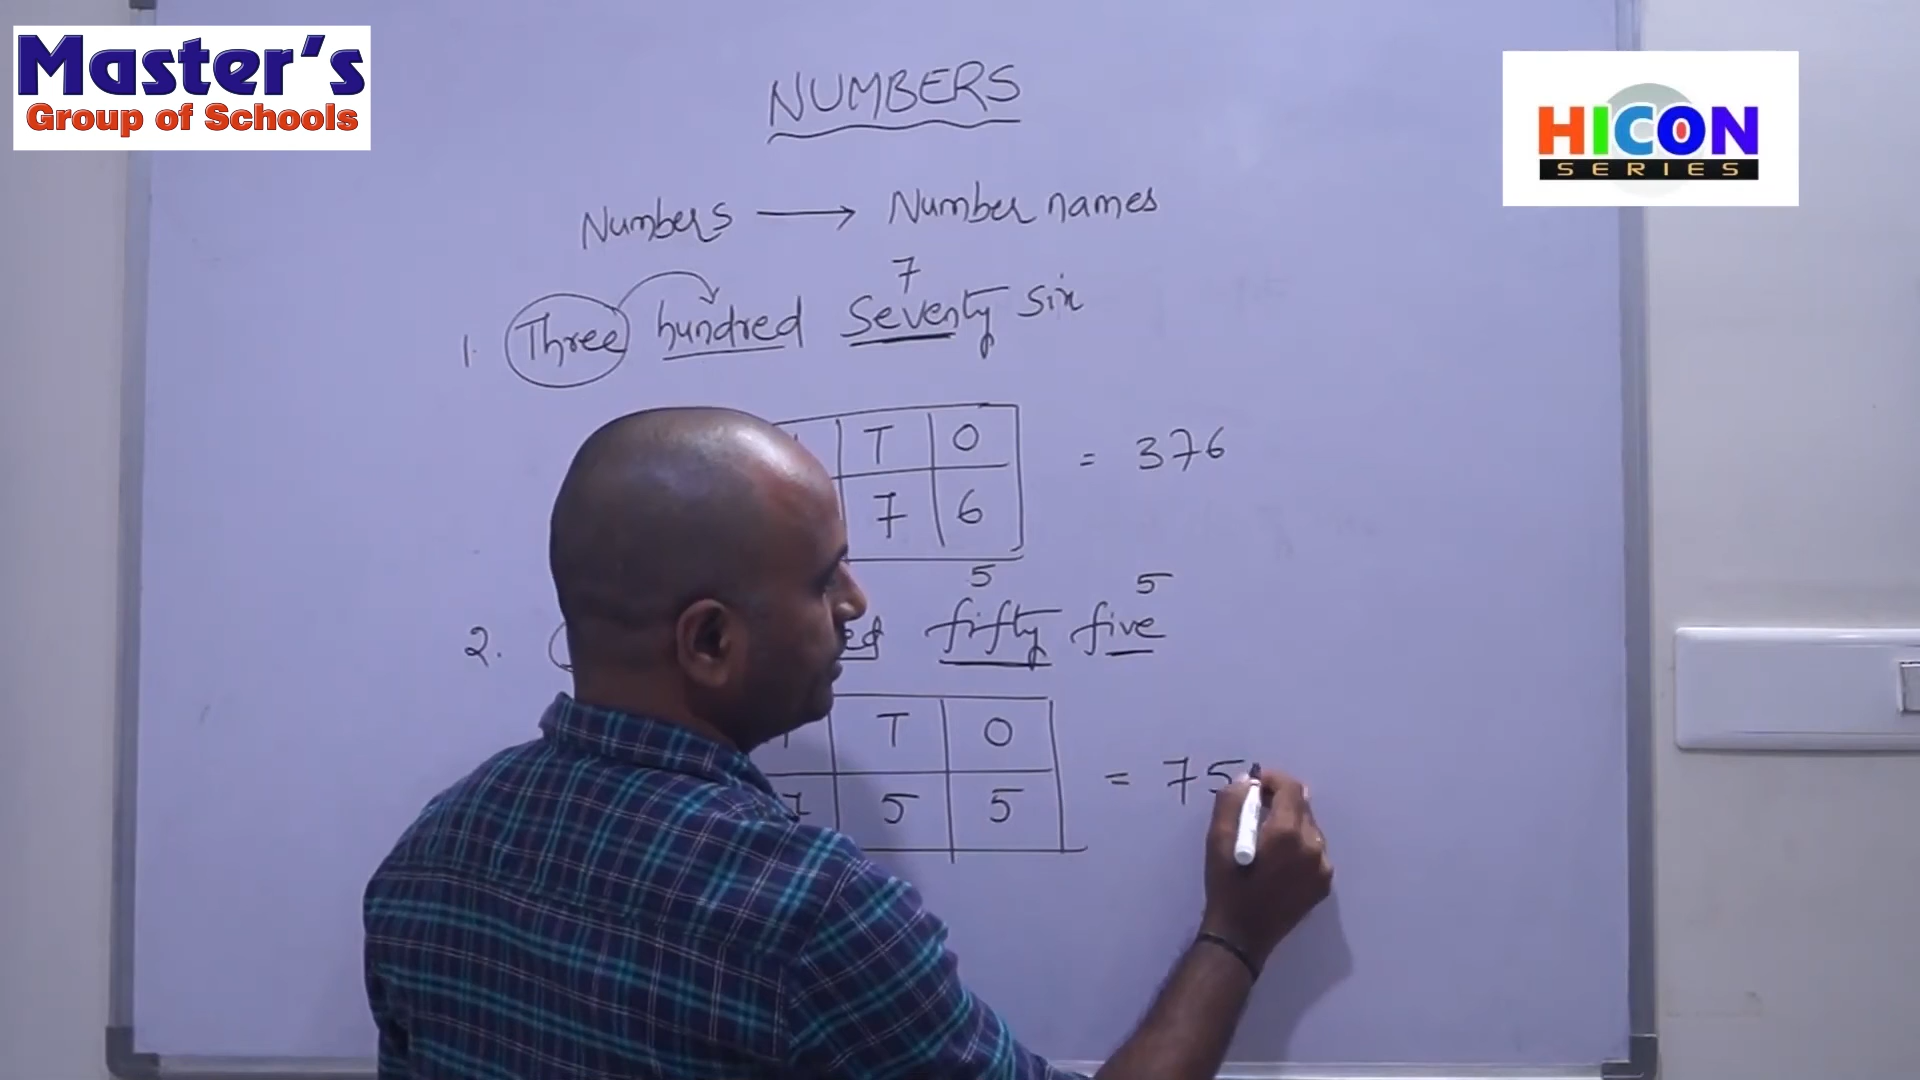 Master's
Group of Schools
HICON
SERIES
NUMBERS
Numbers → Number names
7
1. Three hundred Seventy Six
T O
7 6
= 376
5 5
2. fifty five
T O
7 5 5
= 75